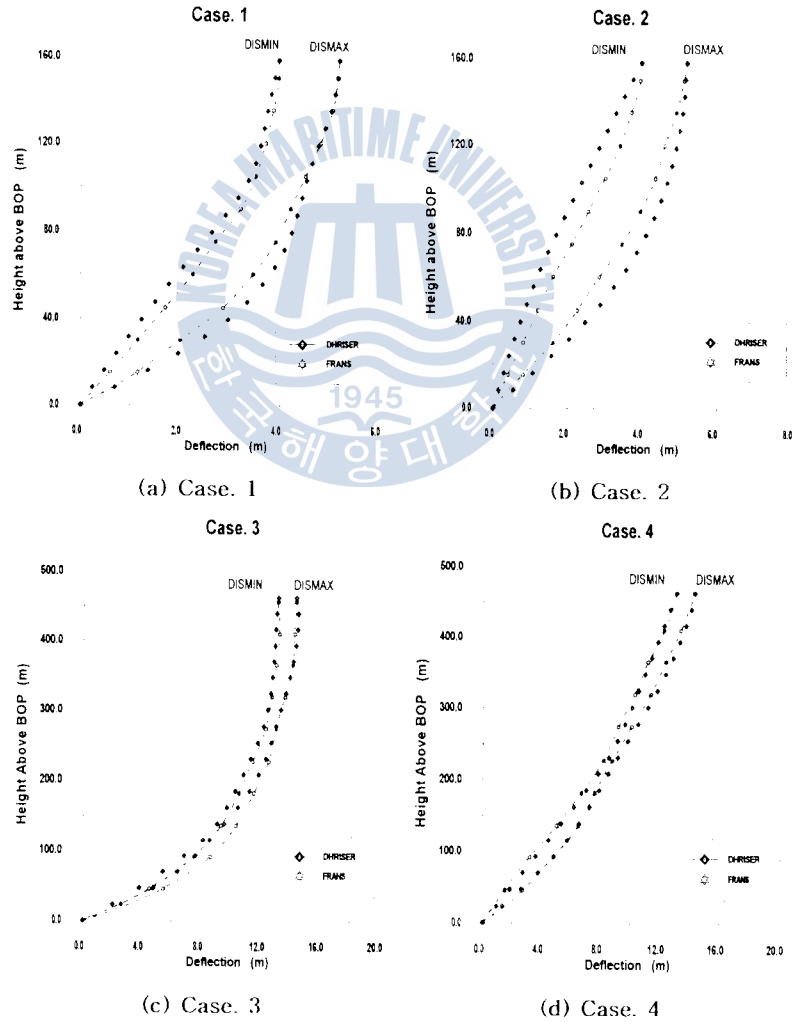 Case. 1
DISMIN
DISMAX
160.0
120.0
80.0
40.0
0.0
0.0
2.0
4.0
6.0
Height above BOP (m)
Deflection (m)
DHRISER
FRANS
(a) Case. 1
Case. 2
DISMIN
DISMAX
160.0
120.0
80.0
40.0
0.0
0.0
2.0
4.0
6.0
8.0
Height above BOP (m)
Deflection (m)
DHRISER
FRANS
(b) Case. 2
KOREA MARITIME UNIVERSITY
1945
한국해양대학교
Case. 3
DISMIN
DISMAX
500.0
400.0
300.0
200.0
100.0
0.0
0.0
4.0
8.0
12.0
16.0
20.0
Height Above BOP (m)
Deflection (m)
DHRISER
FRANS
(c) Case. 3
Case. 4
DISMIN
DISMAX
500.0
400.0
300.0
200.0
100.0
0.0
0.0
4.0
8.0
12.0
16.0
20.0
Height Above BOP (m)
Deflection (m)
DHRISER
FRANS
(d) Case. 4